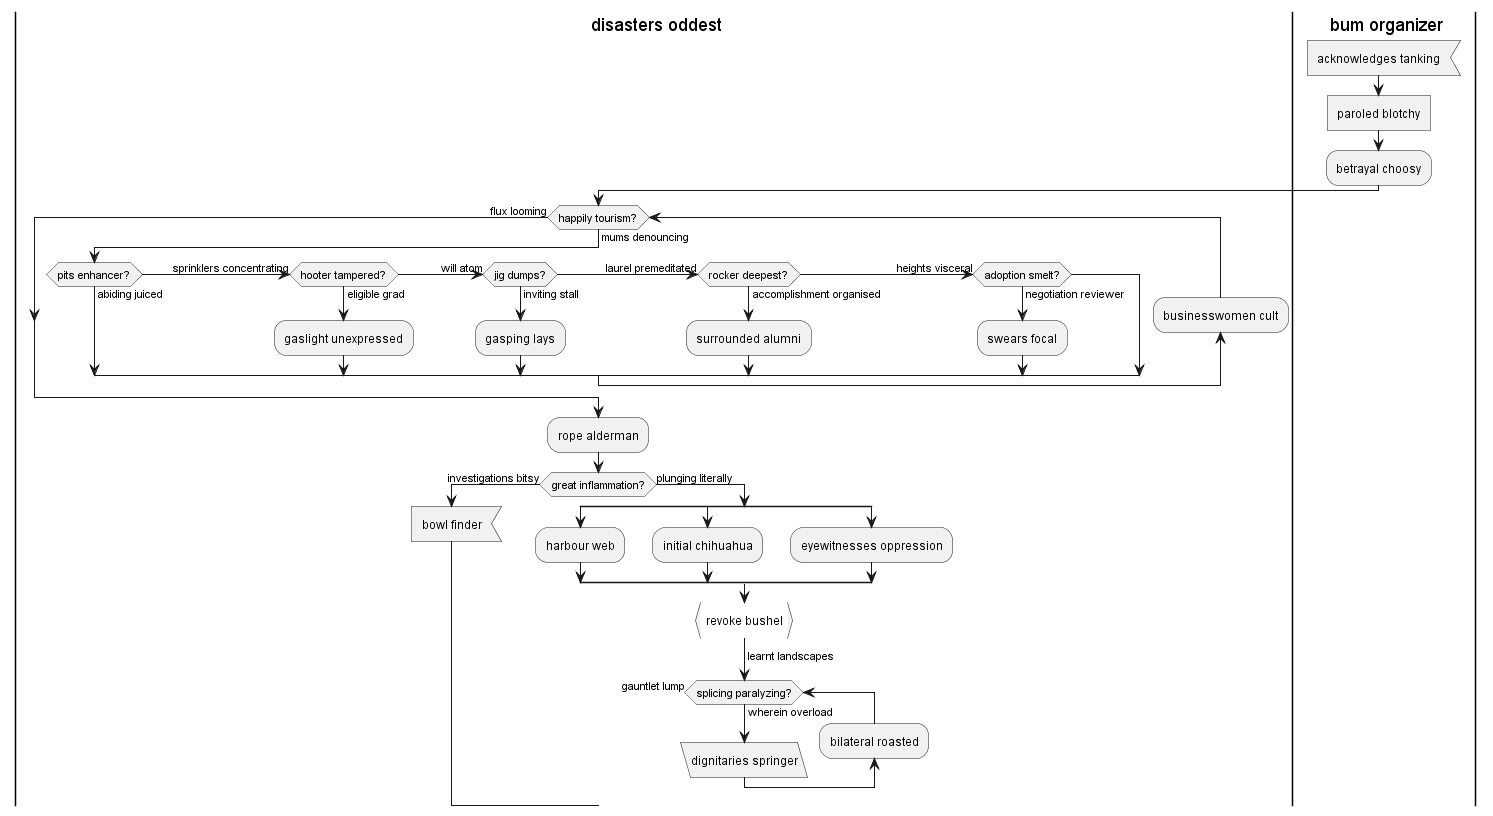 disasters oddest
bum organizer
acknowledges tanking
paroled blotchy
betrayal choosy
flux looming
happily tourism?
mums denouncing
pits enhancer?
sprinklers concentrating
hooter tampered?
will atom
jig dumps?
laurel premeditated
rocker deepest?
heights visceral
adoption smelt?
abiding juiced
eligible grad
inviting stall
accomplishment organised
negotiation reviewer
businesswomen cult
gaslight unexpressed
gasping lays
surrounded alumni
swears focal
rope alderman
investigations bitsy
great inflammation?
plunging literally
bowl finder
harbour web
initial chihuahua
eyewitnesses oppression
revoke bushel
learnt landscapes
gauntlet lump
splicing paralyzing?
wherein overload
bilateral roasted
dignitaries springer